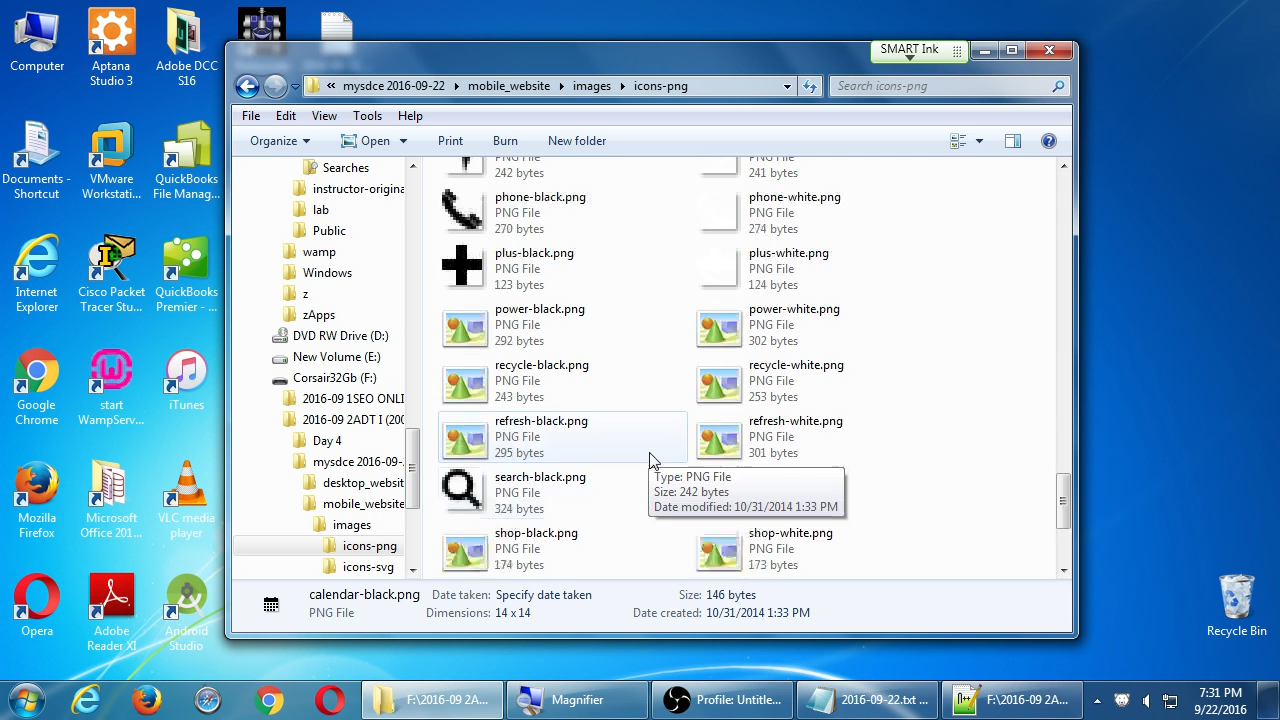 Computer
Aptana
Studio 3
Adobe DCC
S16
Documents -
Shortcut
VMware
Workstati...
QuickBooks
File Manag...
Internet
Explorer
Cisco Packet
Tracer Stu...
QuickBooks
Premier - ...
Google
Chrome
start
WampServ...
iTunes
Mozilla
Firefox
Microsoft
Office 201...
VLC media
player
Opera
Adobe
Reader XI
Android
Studio
Recycle Bin
SMART Ink
« mysdce 2016-09-22 mobile_website images icons-png
Search icons-png
File Edit View Tools Help
Organize Open Print Burn New folder
Searches
instructor-origina
lab
Public
wamp
Windows
z
zApps
DVD RW Drive (D:)
New Volume (E:)
Corsair32Gb (F:)
2016-09 1SEO ONLI
2016-09 2ADT I (200
Day 4
mysdce 2016-09-
desktop_websit
mobile_website
images
icons-png
icons-svg
PNG File
242 bytes
PNG File
241 bytes
phone-black.png
PNG File
270 bytes
phone-white.png
PNG File
274 bytes
plus-black.png
PNG File
123 bytes
plus-white.png
PNG File
124 bytes
power-black.png
PNG File
292 bytes
power-white.png
PNG File
302 bytes
recycle-black.png
PNG File
243 bytes
recycle-white.png
PNG File
253 bytes
refresh-black.png
PNG File
295 bytes
refresh-white.png
PNG File
301 bytes
search-black.png
PNG File
324 bytes
Type: PNG File
Size: 242 bytes
Date modified: 10/31/2014 1:33 PM
shop-black.png
PNG File
174 bytes
shop-white.png
PNG File
173 bytes
calendar-black.png Date taken: Specify date taken Size: 146 bytes
PNG File Dimensions: 14 x 14 Date created: 10/31/2014 1:33 PM
F:\2016-09 2A...
Magnifier
Profile: Untitle...
2016-09-22.txt ...
F:\2016-09 2A...
7:31 PM
9/22/2016